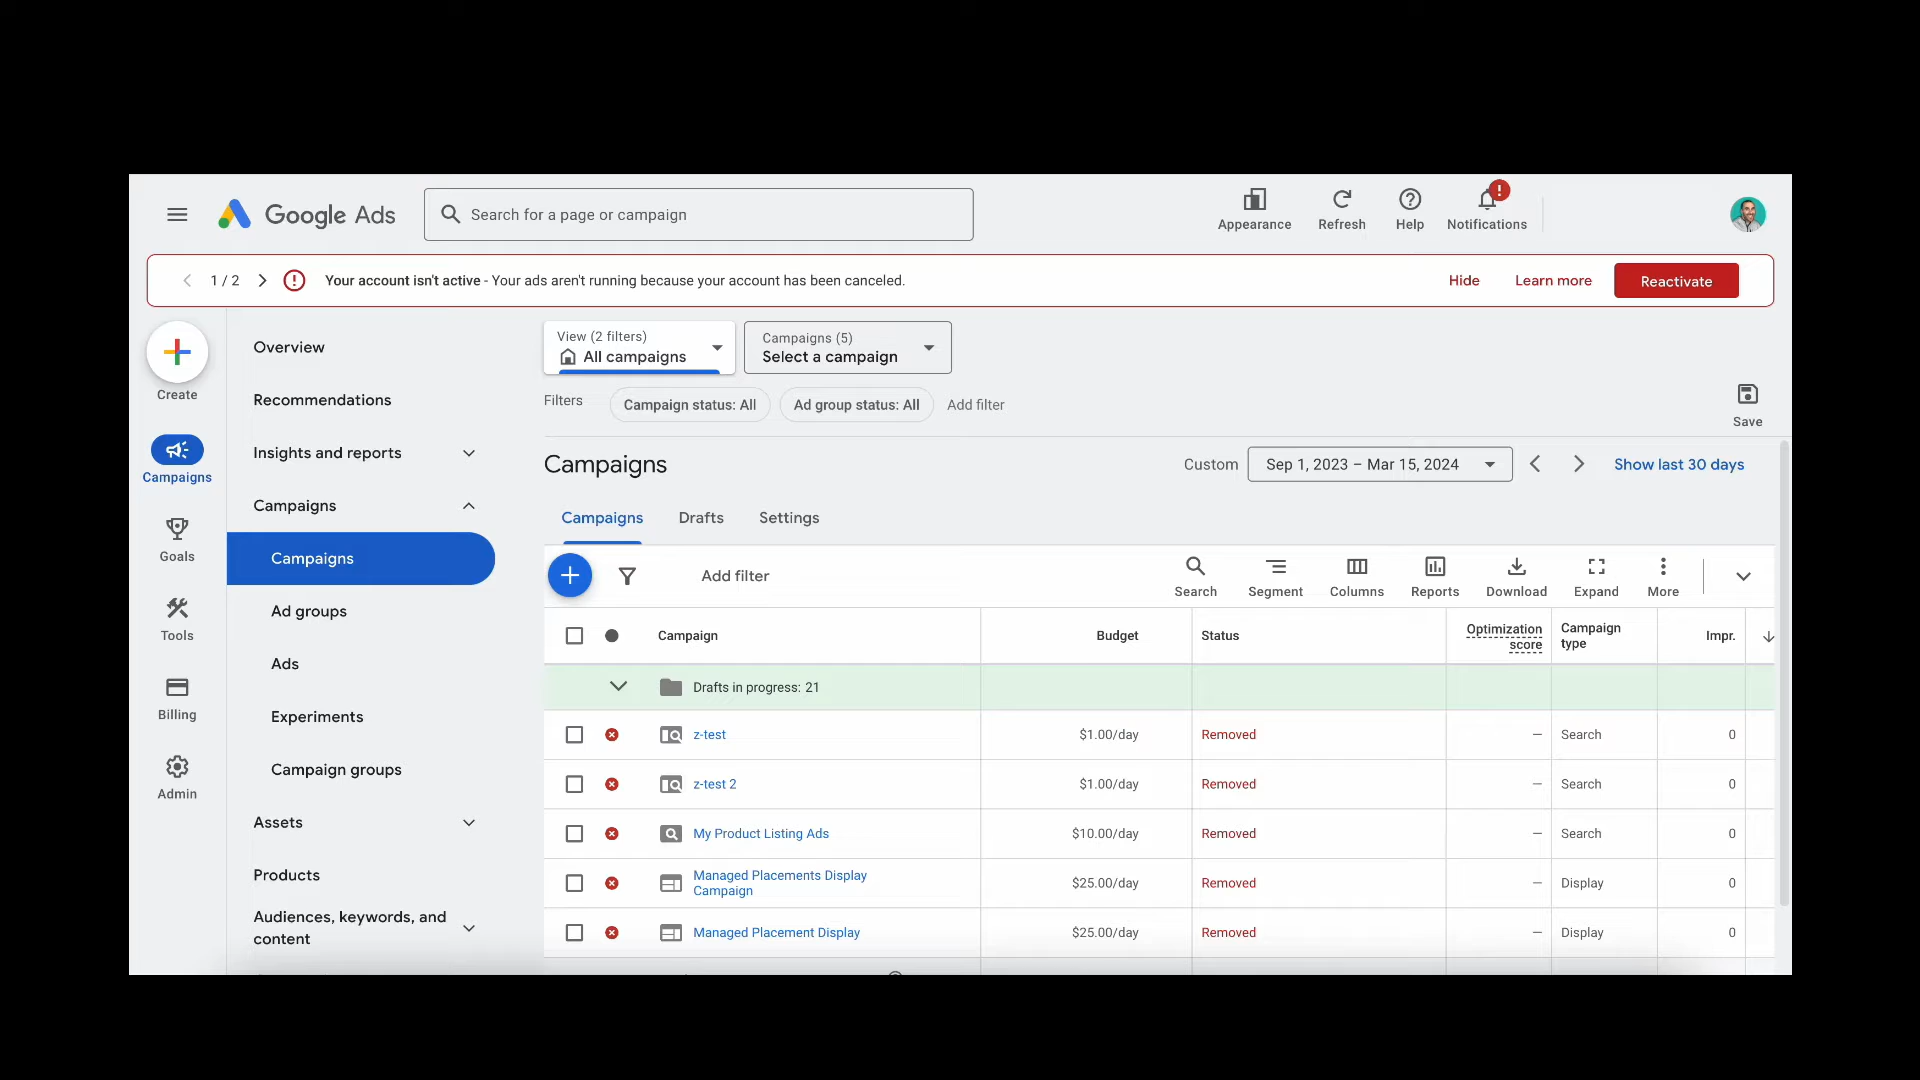 Google Ads
Search for a page or campaign
Appearance
Refresh
Help
!
Notifications
1 / 2
!
Your account isn't active - Your ads aren't running because your account has been canceled.
Hide
Learn more
Reactivate
Create
Campaigns
Goals
Tools
Billing
Admin
Overview
Recommendations
Insights and reports
Campaigns
Campaigns
Ad groups
Ads
Experiments
Campaign groups
Assets
Products
Audiences, keywords, and
content
View (2 filters)
All campaigns
Campaigns (5)
Select a campaign
Filters
Campaign status: All
Ad group status: All
Add filter
Save
Campaigns
Custom
Sep 1, 2023 – Mar 15, 2024
Show last 30 days
Campaigns
Drafts
Settings
Add filter
Search
Segment
Columns
Reports
Download
Expand
More
Campaign
Budget
Status
Optimization
score
Campaign
type
Impr.
Drafts in progress: 21
z-test
$1.00/day
Removed
—
Search
0
z-test 2
$1.00/day
Removed
—
Search
0
My Product Listing Ads
$10.00/day
Removed
—
Search
0
Managed Placements Display
Campaign
$25.00/day
Removed
—
Display
0
Managed Placement Display
$25.00/day
Removed
—
Display
0